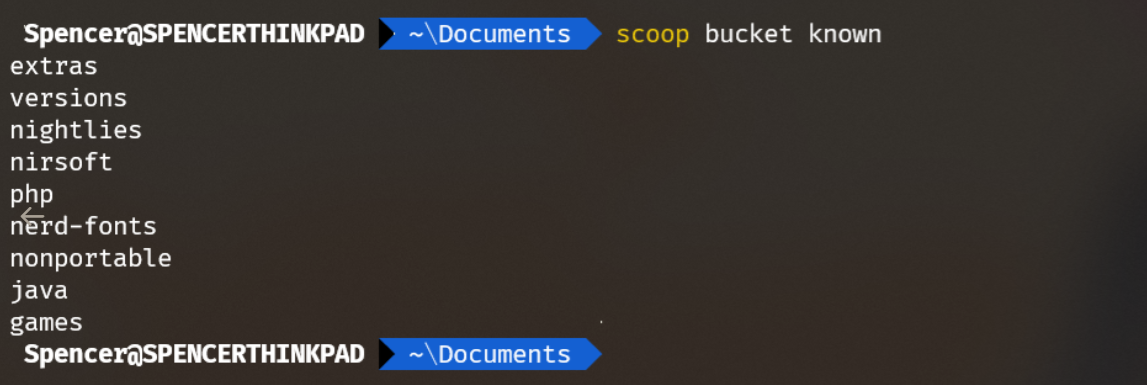 Spencer@SPENCERTHINKPAD ~\Documents scoop bucket known
extras
versions
nightlies
nirsoft
php
nerd-fonts
nonportable
java
games
Spencer@SPENCERTHINKPAD ~\Documents